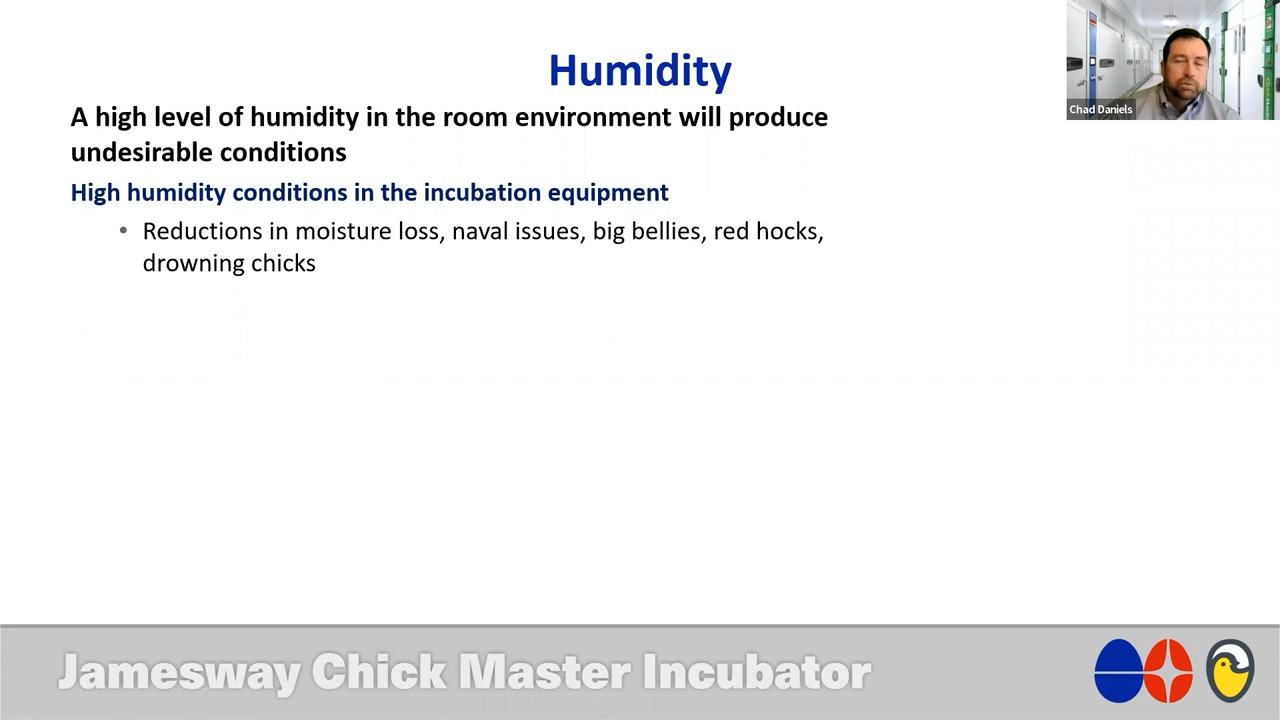 Humidity
Chad Daniels
A high level of humidity in the room environment will produce
undesirable conditions
High humidity conditions in the incubation equipment
• Reductions in moisture loss, naval issues, big bellies, red hocks,
drowning chicks
Jamesway Chick Master Incubator